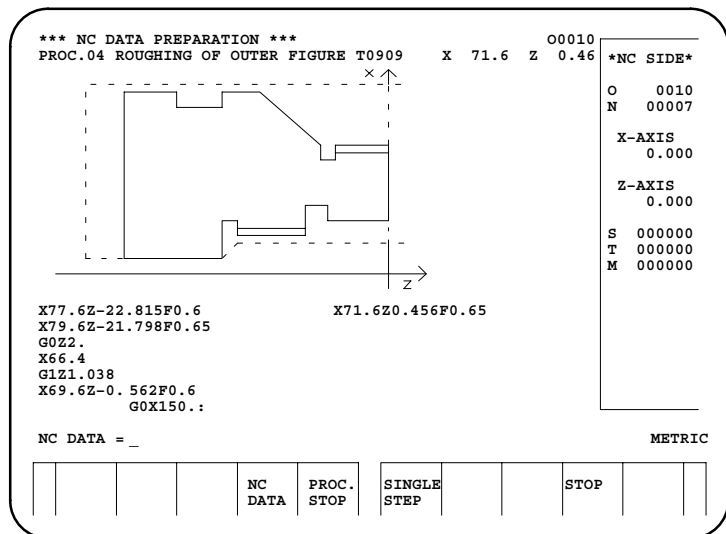 *** NC DATA PREPARATION ***
O0010
PROC.04 ROUGHING OF OUTER FIGURE T0909 X 71.6 Z 0.46
*NC SIDE*
O 0010
N 00007
X-AXIS
0.000
Z-AXIS
0.000
S 000000
T 000000
M 000000
X
Z
X77.6Z-22.815F0.6 X71.6Z0.456F0.65
X79.6Z-21.798F0.65
G0Z2.
X66.4
G1Z1.038
X69.6Z-0. 562F0.6
G0X150.:
NC DATA = _
METRIC
NC DATA
PROC. STOP
SINGLE STEP
STOP